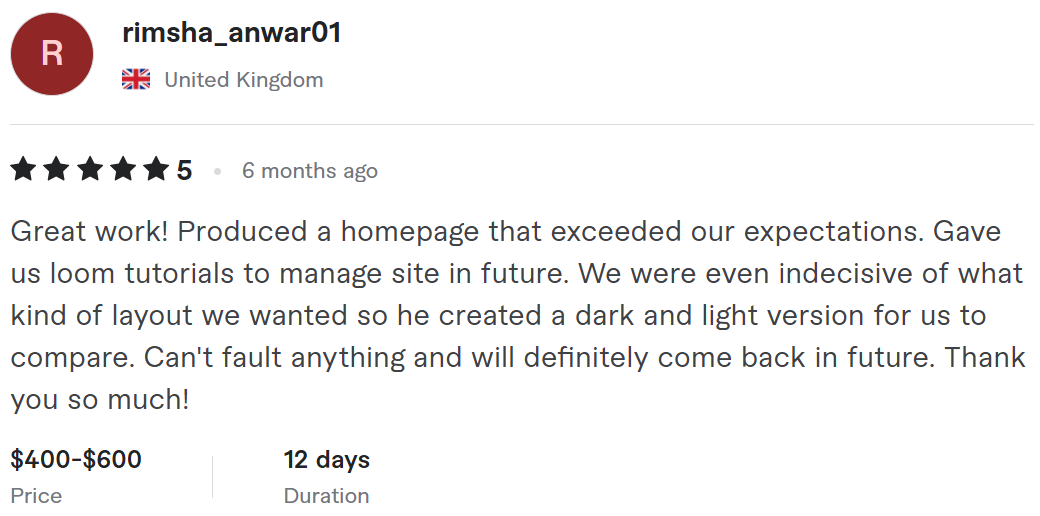 R
rimsha_anwar01
United Kingdom
5 • 6 months ago
Great work! Produced a homepage that exceeded our expectations. Gave
us loom tutorials to manage site in future. We were even indecisive of what
kind of layout we wanted so he created a dark and light version for us to
compare. Can't fault anything and will definitely come back in future. Thank
you so much!
$400-$600
Price
12 days
Duration